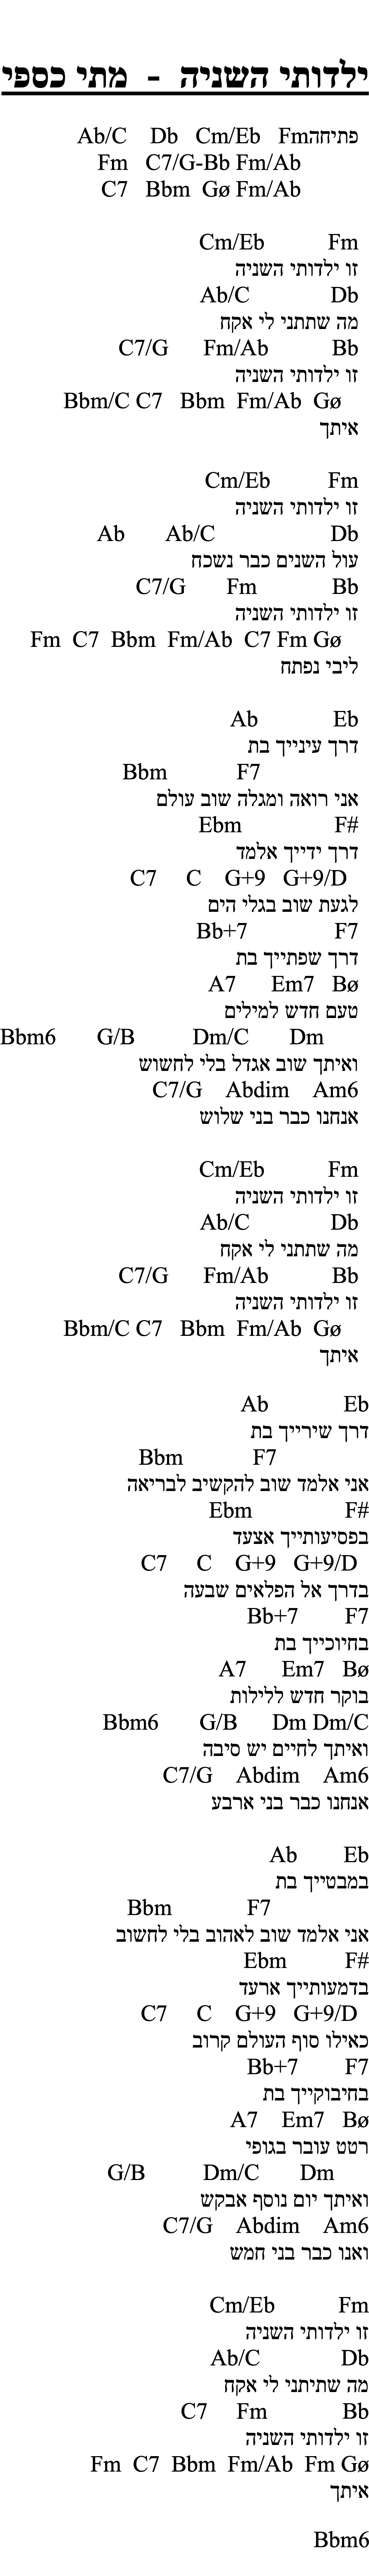 ילדותי השניה - מתי כספי
פתיחה Fm Cm/Eb Db Ab/C
Fm C7/G-Bb Fm/Ab
C7 Bbm Gø Fm/Ab
Cm/Eb Fm
זו ילדותי השניה
Ab/C Db
מה שתתני לי אקח
C7/G Fm/Ab Bb
זו ילדותי השניה
Bbm/C C7 Bbm Fm/Ab Gø
איתך
Cm/Eb Fm
זו ילדותי השניה
Ab Ab/C Db
עול השנים כבר נשכח
C7/G Fm Bb
זו ילדותי השניה
Fm C7 Bbm Fm/Ab C7 Fm Gø
ליבי נפתח
Ab Eb
דרך עינייך בת
Bbm F7
אני רואה ומגלה שוב עולם
Ebm F#
דרך ידייך אלמד
C7 C G+9 G+9/D
לגעת שוב בגלי הים
Bb+7 F7
דרך שפתייך בת
A7 Em7 Bø
טעם חדש למילים
Bbm6 G/B Dm/C Dm
ואיתך שוב אגדל בלי לחשוש
C7/G Abdim Am6
אנחנו כבר בני שלוש
Cm/Eb Fm
זו ילדותי השניה
Ab/C Db
מה שתתני לי אקח
C7/G Fm/Ab Bb
זו ילדותי השניה
Bbm/C C7 Bbm Fm/Ab Gø
איתך
Ab Eb
דרך שירייך בת
Bbm F7
אני אלמד שוב להקשיב לבריאה
Ebm F#
בפסיעותייך אצעד
C7 C G+9 G+9/D
בדרך אל הפלאים שבעה
Bb+7 F7
בחיוכייך בת
A7 Em7 Bø
בוקר חדש ללילות
Bbm6 G/B Dm Dm/C
ואיתך לחיים יש סיבה
C7/G Abdim Am6
אנחנו כבר בני ארבע
Ab Eb
במבטייך בת
Bbm F7
אני אלמד שוב לאהוב בלי לחשוב
Ebm F#
בדמעותייך ארעד
C7 C G+9 G+9/D
כאילו סוף העולם קרוב
Bb+7 F7
בחיבוקייך בת
A7 Em7 Bø
רטט עובר בגופי
G/B Dm/C Dm
ואיתך יום נוסף אבקש
C7/G Abdim Am6
ואנו כבר בני חמש
Cm/Eb Fm
זו ילדותי השניה
Ab/C Db
מה שתיתני לי אקח
C7 Fm Bb
זו ילדותי השניה
Fm C7 Bbm Fm/Ab Fm Gø
איתך
Bbm6